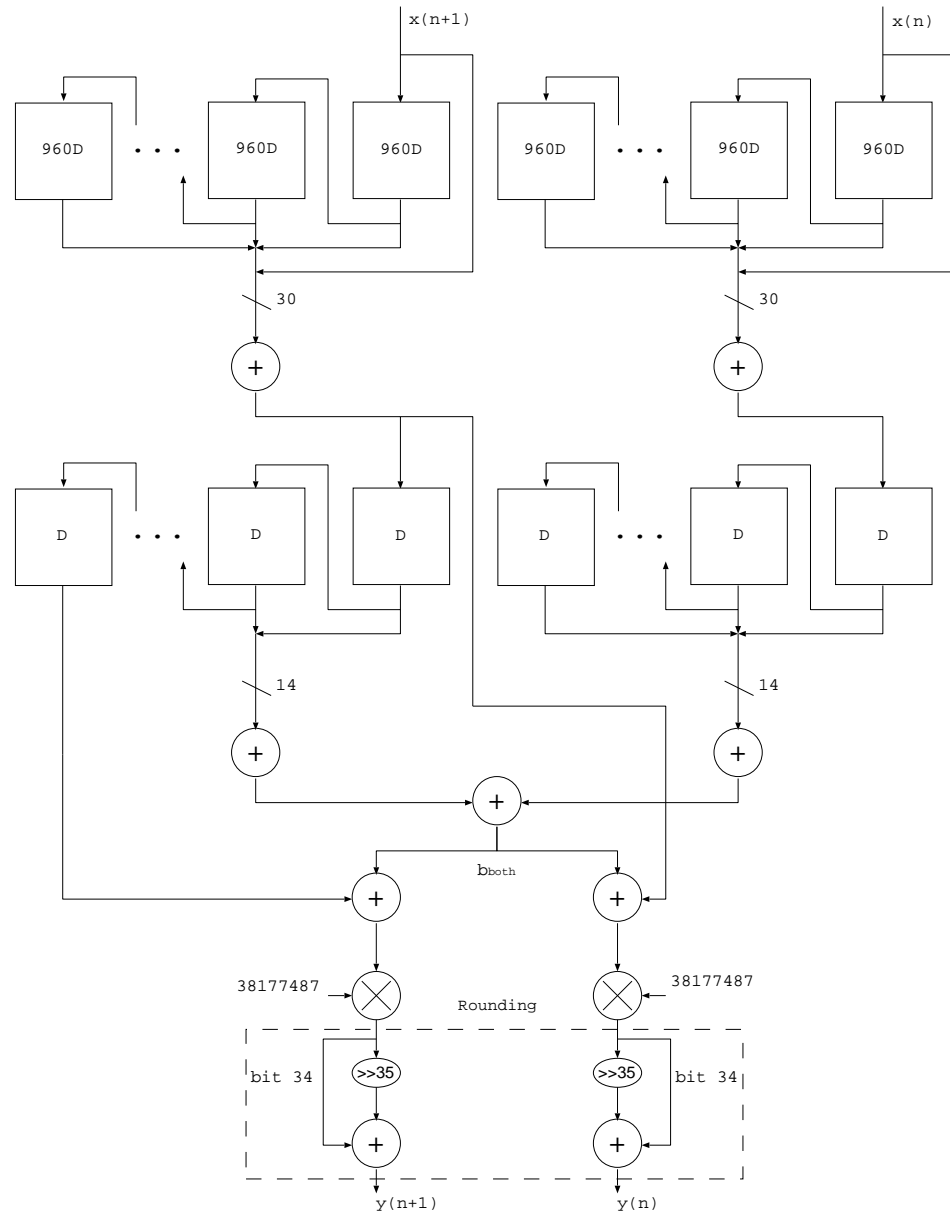 x(n+1) x(n)
960D 960D 960D 960D 960D 960D
30 30
+ +
D D D D D D
14 14
+ +
+
bboth
+ +
38177487 38177487
Rounding
bit 34 >>35 >>35 bit 34
+ +
y(n+1) y(n)